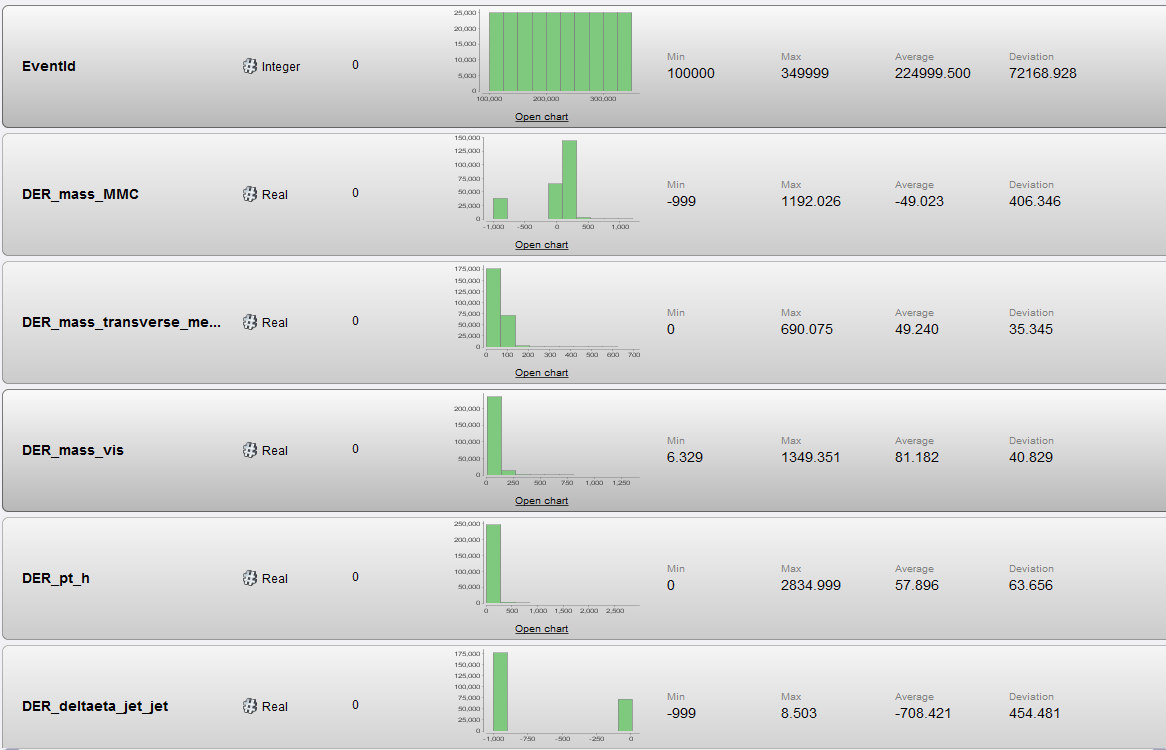 25,000
20,000
15,000
10,000
5,000
0
100,000 200,000 300,000
EventId Integer 0
Min Max Average Deviation
100000 349999 224999.500 72168.928
Open chart
150,000
125,000
100,000
75,000
50,000
25,000
0
-1,000 -500 0 500 1,000
DER_mass_MMC Real 0
Min Max Average Deviation
-999 1192.026 -49.023 406.346
Open chart
175,000
150,000
125,000
100,000
75,000
50,000
25,000
0
0 100 200 300 400 500 600 700
DER_mass_transverse_me... Real 0
Min Max Average Deviation
0 690.075 49.240 35.345
Open chart
200,000
150,000
100,000
50,000
0
0 250 500 750 1,000 1,250
DER_mass_vis Real 0
Min Max Average Deviation
6.329 1349.351 81.182 40.829
Open chart
250,000
200,000
150,000
100,000
50,000
0
0 500 1,000 1,500 2,000 2,500
DER_pt_h Real 0
Min Max Average Deviation
0 2834.999 57.896 63.656
Open chart
175,000
150,000
125,000
100,000
75,000
50,000
25,000
0
-1,000 -750 -500 -250 0
DER_deltaeta_jet_jet Real 0
Min Max Average Deviation
-999 8.503 -708.421 454.481